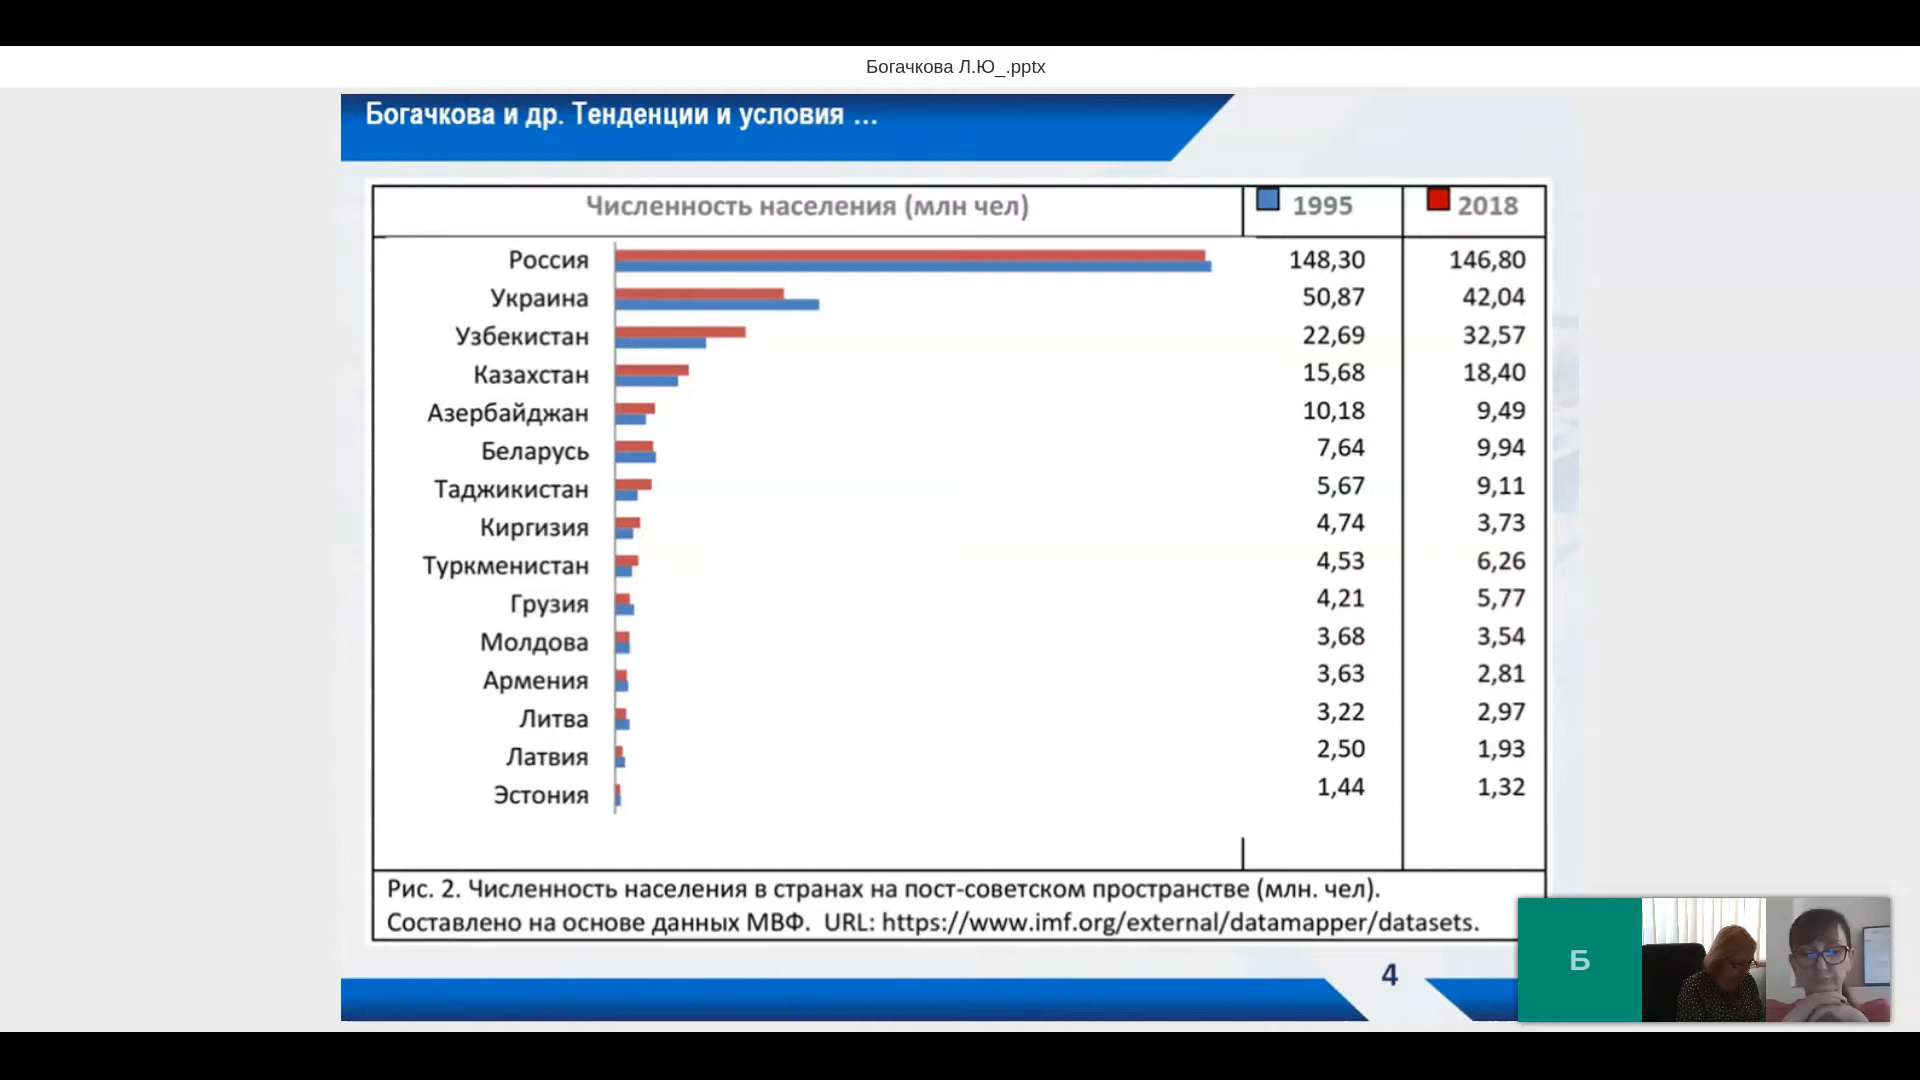 Богачкова Л.Ю_.pptx
Богачкова и др. Тенденции и условия ...
Численность населения (млн чел) 1995 2018
Россия 148,30 146,80
Украина 50,87 42,04
Узбекистан 22,69 32,57
Казахстан 15,68 18,40
Азербайджан 10,18 9,49
Беларусь 7,64 9,94
Таджикистан 5,67 9,11
Киргизия 4,74 3,73
Туркменистан 4,53 6,26
Грузия 4,21 5,77
Молдова 3,68 3,54
Армения 3,63 2,81
Литва 3,22 2,97
Латвия 2,50 1,93
Эстония 1,44 1,32
Рис. 2. Численность населения в странах на пост-советском пространстве (млн. чел).
Составлено на основе данных МВФ. URL: https://www.imf.org/external/datamapper/datasets.
4
Б